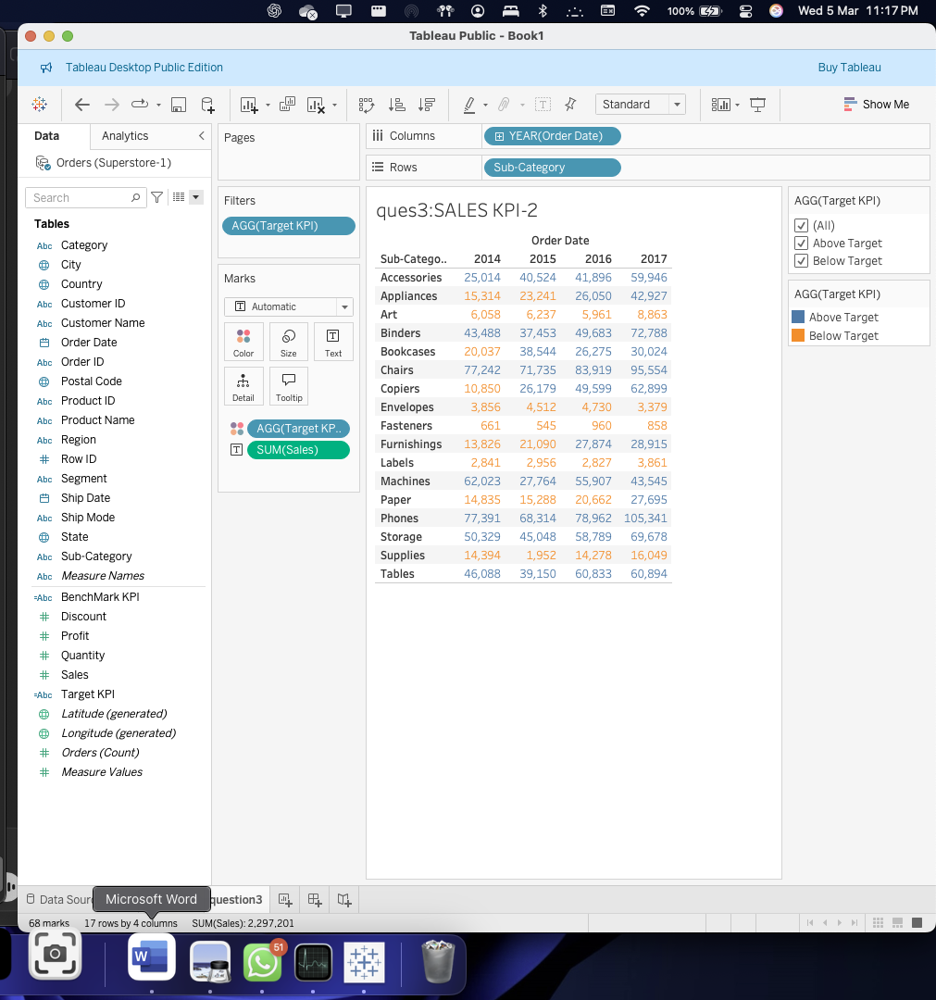 100% Wed 5 Mar 11:17 PM
Tableau Public - Book1
Tableau Desktop Public Edition Buy Tableau
Standard Show Me
Data Analytics
Orders (Superstore-1)
Search
Tables
Abc Category
City
Country
Abc Customer ID
Abc Customer Name
Order Date
Abc Order ID
Postal Code
Abc Product ID
Abc Product Name
Abc Region
Row ID
Abc Segment
Ship Date
Abc Ship Mode
State
Abc Sub-Category
Abc Measure Names
=Abc BenchMark KPI
Discount
Profit
Quantity
Sales
=Abc Target KPI
Latitude (generated)
Longitude (generated)
Orders (Count)
Measure Values
Pages
Filters
AGG(Target KPI)
Marks
Automatic
Color Size Text
Detail Tooltip
AGG(Target KP..
SUM(Sales)
Columns YEAR(Order Date)
Rows Sub-Category
ques3:SALES KPI-2
Order Date
Sub-Catego.. 2014 2015 2016 2017
Accessories 25,014 40,524 41,896 59,946
Appliances 15,314 23,241 26,050 42,927
Art 6,058 6,237 5,961 8,863
Binders 43,488 37,453 49,683 72,788
Bookcases 20,037 38,544 26,275 30,024
Chairs 77,242 71,735 83,919 95,554
Copiers 10,850 26,179 49,599 62,899
Envelopes 3,856 4,512 4,730 3,379
Fasteners 661 545 960 858
Furnishings 13,826 21,090 27,874 28,915
Labels 2,841 2,956 2,827 3,861
Machines 62,023 27,764 55,907 43,545
Paper 14,835 15,288 20,662 27,695
Phones 77,391 68,314 78,962 105,341
Storage 50,329 45,048 58,789 69,678
Supplies 14,394 1,952 14,278 16,049
Tables 46,088 39,150 60,833 60,894
AGG(Target KPI)
(All)
Above Target
Below Target
AGG(Target KPI)
Above Target
Below Target
Data Sour question3
Microsoft Word
68 marks 17 rows by 4 columns SUM(Sales): 2,297,201
W
51